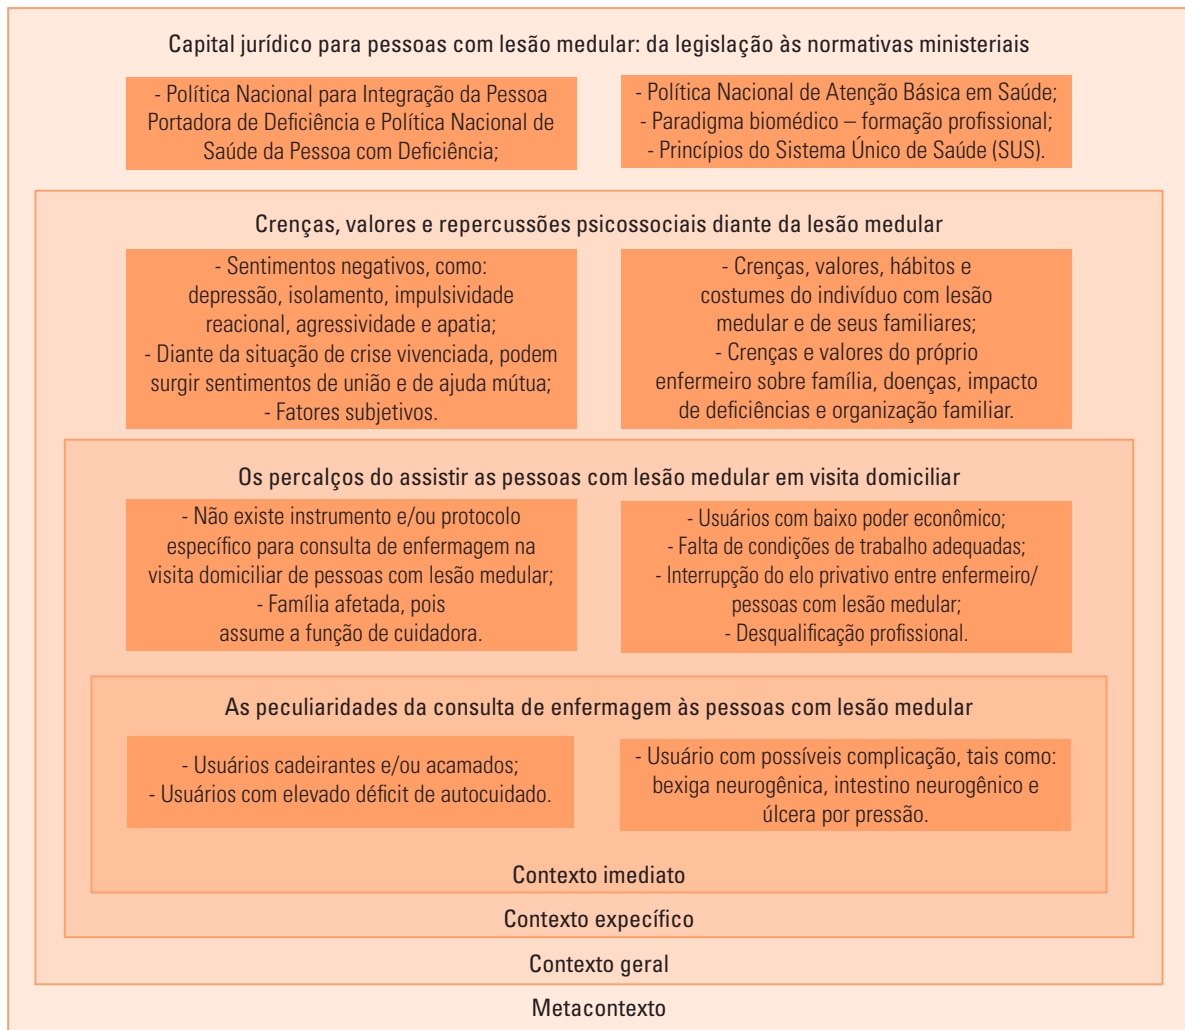 Capital jurídico para pessoas com lesão medular: da legislação às normativas ministeriais
- Política Nacional para Integração da Pessoa
Portadora de Deficiência e Política Nacional de
Saúde da Pessoa com Deficiência;
- Política Nacional de Atenção Básica em Saúde;
- Paradigma biomédico – formação profissional;
- Princípios do Sistema Único de Saúde (SUS).
Crenças, valores e repercussões psicossociais diante da lesão medular
- Sentimentos negativos, como:
depressão, isolamento, impulsividade
reacional, agressividade e apatia;
- Diante da situação de crise vivenciada, podem
surgir sentimentos de união e de ajuda mútua;
- Fatores subjetivos.
- Crenças, valores, hábitos e
costumes do indivíduo com lesão
medular e de seus familiares;
- Crenças e valores do próprio
enfermeiro sobre família, doenças, impacto
de deficiências e organização familiar.
Os percalços do assistir as pessoas com lesão medular em visita domiciliar
- Não existe instrumento e/ou protocolo
específico para consulta de enfermagem na
visita domiciliar de pessoas com lesão medular;
- Família afetada, pois
assume a função de cuidadora.
- Usuários com baixo poder econômico;
- Falta de condições de trabalho adequadas;
- Interrupção do elo privativo entre enfermeiro/
pessoas com lesão medular;
- Desqualificação profissional.
As peculiaridades da consulta de enfermagem às pessoas com lesão medular
- Usuários cadeirantes e/ou acamados;
- Usuários com elevado déficit de autocuidado.
- Usuário com possíveis complicação, tais como:
bexiga neurogênica, intestino neurogênico e
úlcera por pressão.
Contexto imediato
Contexto expecífico
Contexto geral
Metacontexto